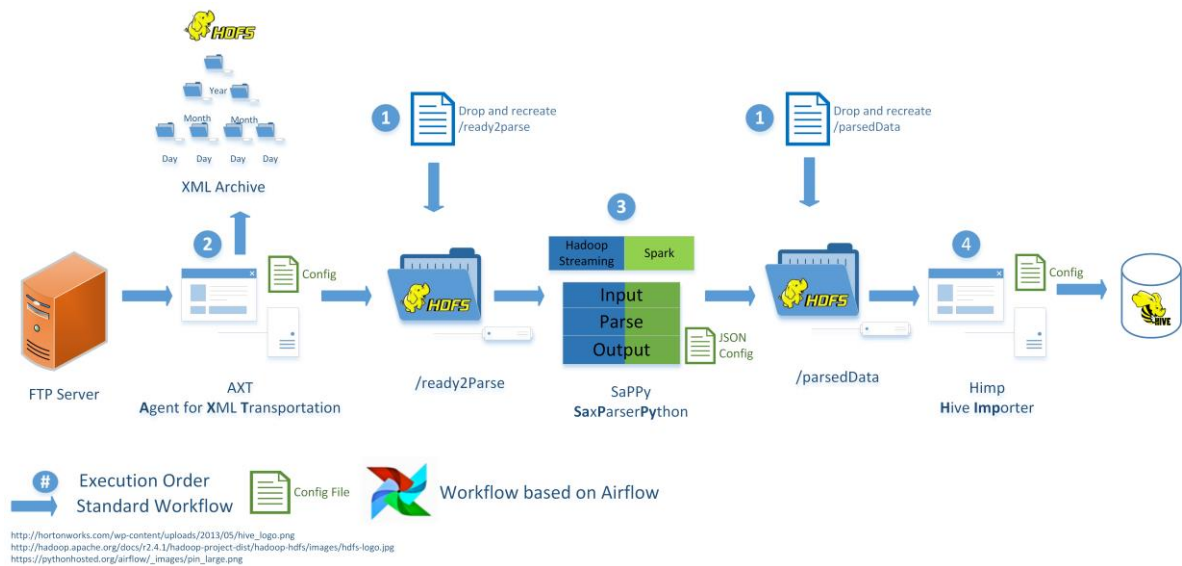 HDFS
Year
Month Month
Day Day Day Day
XML Archive
1
Drop and recreate
/ready2parse
1
Drop and recreate
/parsedData
2
Config
3
Hadoop
Streaming
Spark
4
Config
HDFS
Input
Parse
Output
JSON
Config
HDFS
HIVE
FTP Server
AXT
Agent for XML Transportation
/ready2Parse
SaPPy
SaxParserPython
/parsedData
Himp
Hive Importer
#
Execution Order
Standard Workflow
Config File
Workflow based on Airflow
http://hortonworks.com/wp-content/uploads/2013/05/hive_logo.png
http://hadoop.apache.org/docs/r2.4.1/hadoop-project-dist/hadoop-hdfs/images/hdfs-logo.jpg
https://pythonhosted.org/airflow/_images/pin_large.png